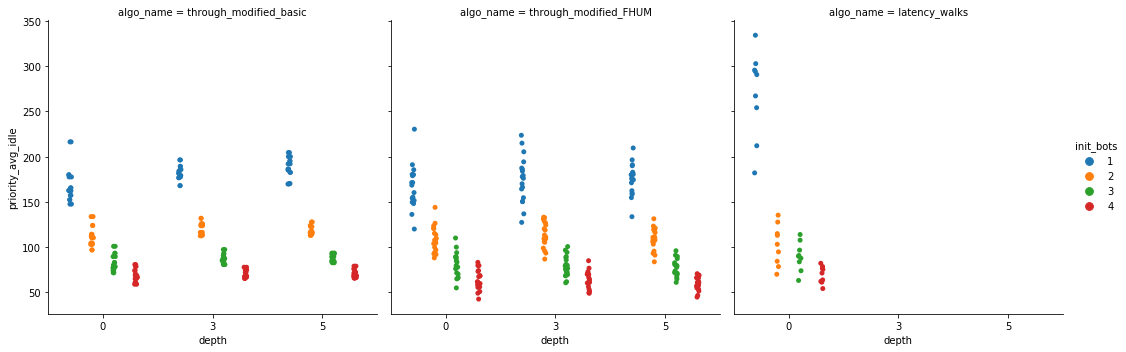 algo_name = through_modified_basic
algo_name = through_modified_FHUM
algo_name = latency_walks
350
300
250
200
150
100
50
priority_avg_idle
0
3
5
depth
0
3
5
depth
0
3
5
depth
init_bots
1
2
3
4